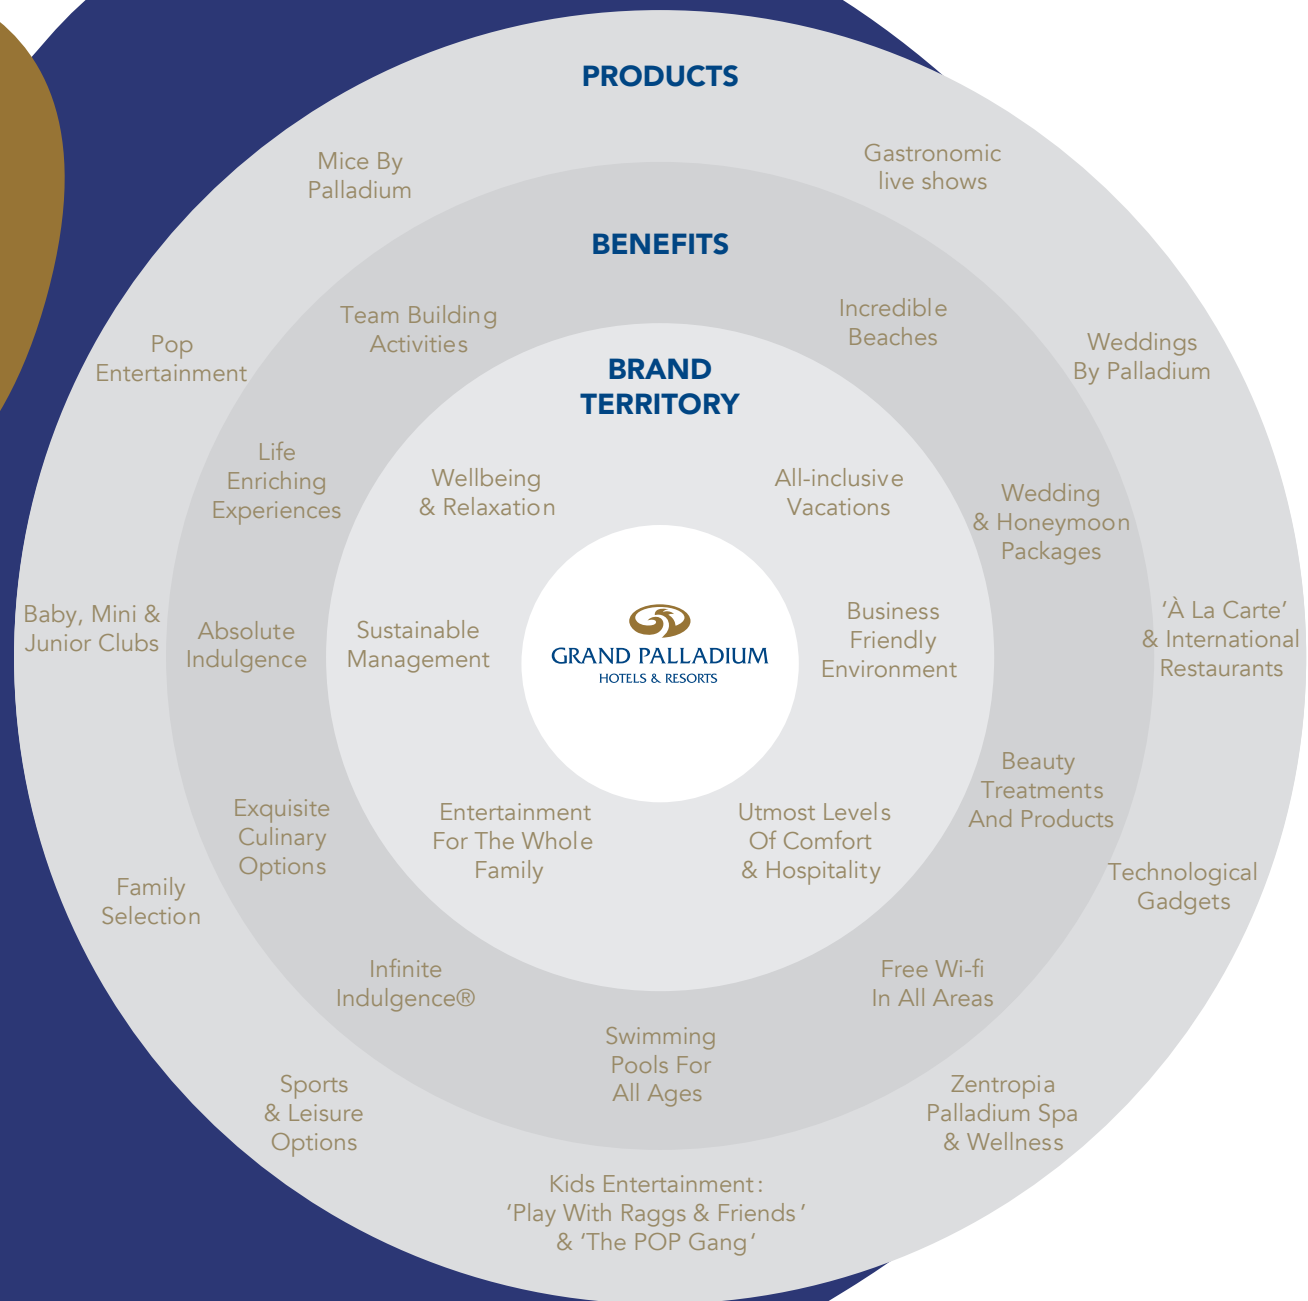 PRODUCTS
Mice By
Palladium
Gastronomic
live shows
Pop
Entertainment
Weddings
By Palladium
Baby, Mini &
Junior Clubs
‘À La Carte’
& International
Restaurants
Family
Selection
Technological
Gadgets
Sports
& Leisure
Options
Zentropia
Palladium Spa
& Wellness
Kids Entertainment:
‘Play With Raggs & Friends’
& ‘The POP Gang’
BENEFITS
Team Building
Activities
Incredible
Beaches
Life
Enriching
Experiences
Wedding
& Honeymoon
Packages
Absolute
Indulgence
Beauty
Treatments
And Products
Exquisite
Culinary
Options
Infinite
Indulgence®
Free Wi-fi
In All Areas
Swimming
Pools For
All Ages
BRAND
TERRITORY
Wellbeing
& Relaxation
All-inclusive
Vacations
Sustainable
Management
Business
Friendly
Environment
Entertainment
For The Whole
Family
Utmost Levels
Of Comfort
& Hospitality
GRAND PALLADIUM
HOTELS & RESORTS